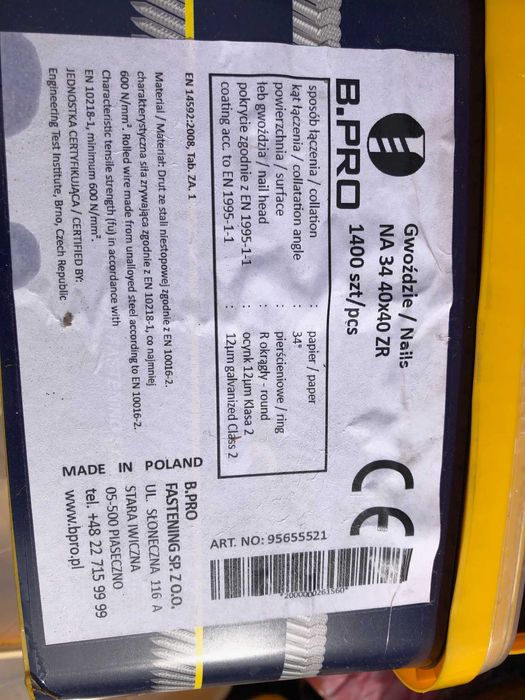 B.PRO
Gwoździe / Nails
NA 34 40x40 ZR
1400 szt/pcs
sposób łączenia / collation : papier / paper
kąt łączenia / collatation angle : 34°
powierzchnia / surface : pierścieniowe / ring
łeb gwoździa / nail head : R okrągły - round
pokrycie zgodnie z EN 1995-1-1 : ocynk 12μm Klasa 2
coating acc. to EN 1995-1-1 : 12μm galvanized Class 2
EN 14592:2008, Tab. ZA. 1
Material / Materiał: Drut ze stali niestopowej zgodnie z EN 10016-2.
charakterystyczna siła zrywająca zgodnie z EN 10218-1, co najmniej
600 N/mm². Rolled wire made from unalloyed steel according to EN 10016-2.
Characteristic tensile strength (fu) in accordance with
EN 10218-1, minimum 600 N/mm².
JEDNOSTKA CERTYFIKUJĄCA / CERTIFIED BY:
Engineering Test Institute, Brno, Czech Republic
CE
ART. NO: 95655521
*2000000261560*
MADE IN POLAND
B.PRO
FASTENING SP. Z O.O.
UL. SŁONECZNA 116 A
STARA IWICZNA
05-500 PIASECZNO
tel. +48 22 715 99 99
www.bpro.pl